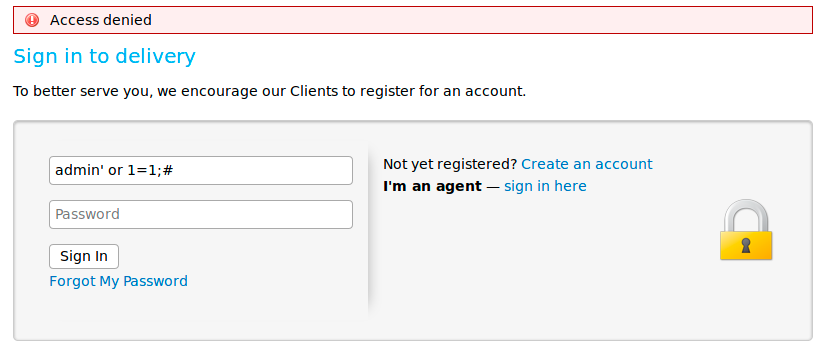 Access denied
Sign in to delivery
To better serve you, we encourage our Clients to register for an account.
admin' or 1=1;#
Password
Sign In
Forgot My Password
Not yet registered? Create an account
I'm an agent — sign in here